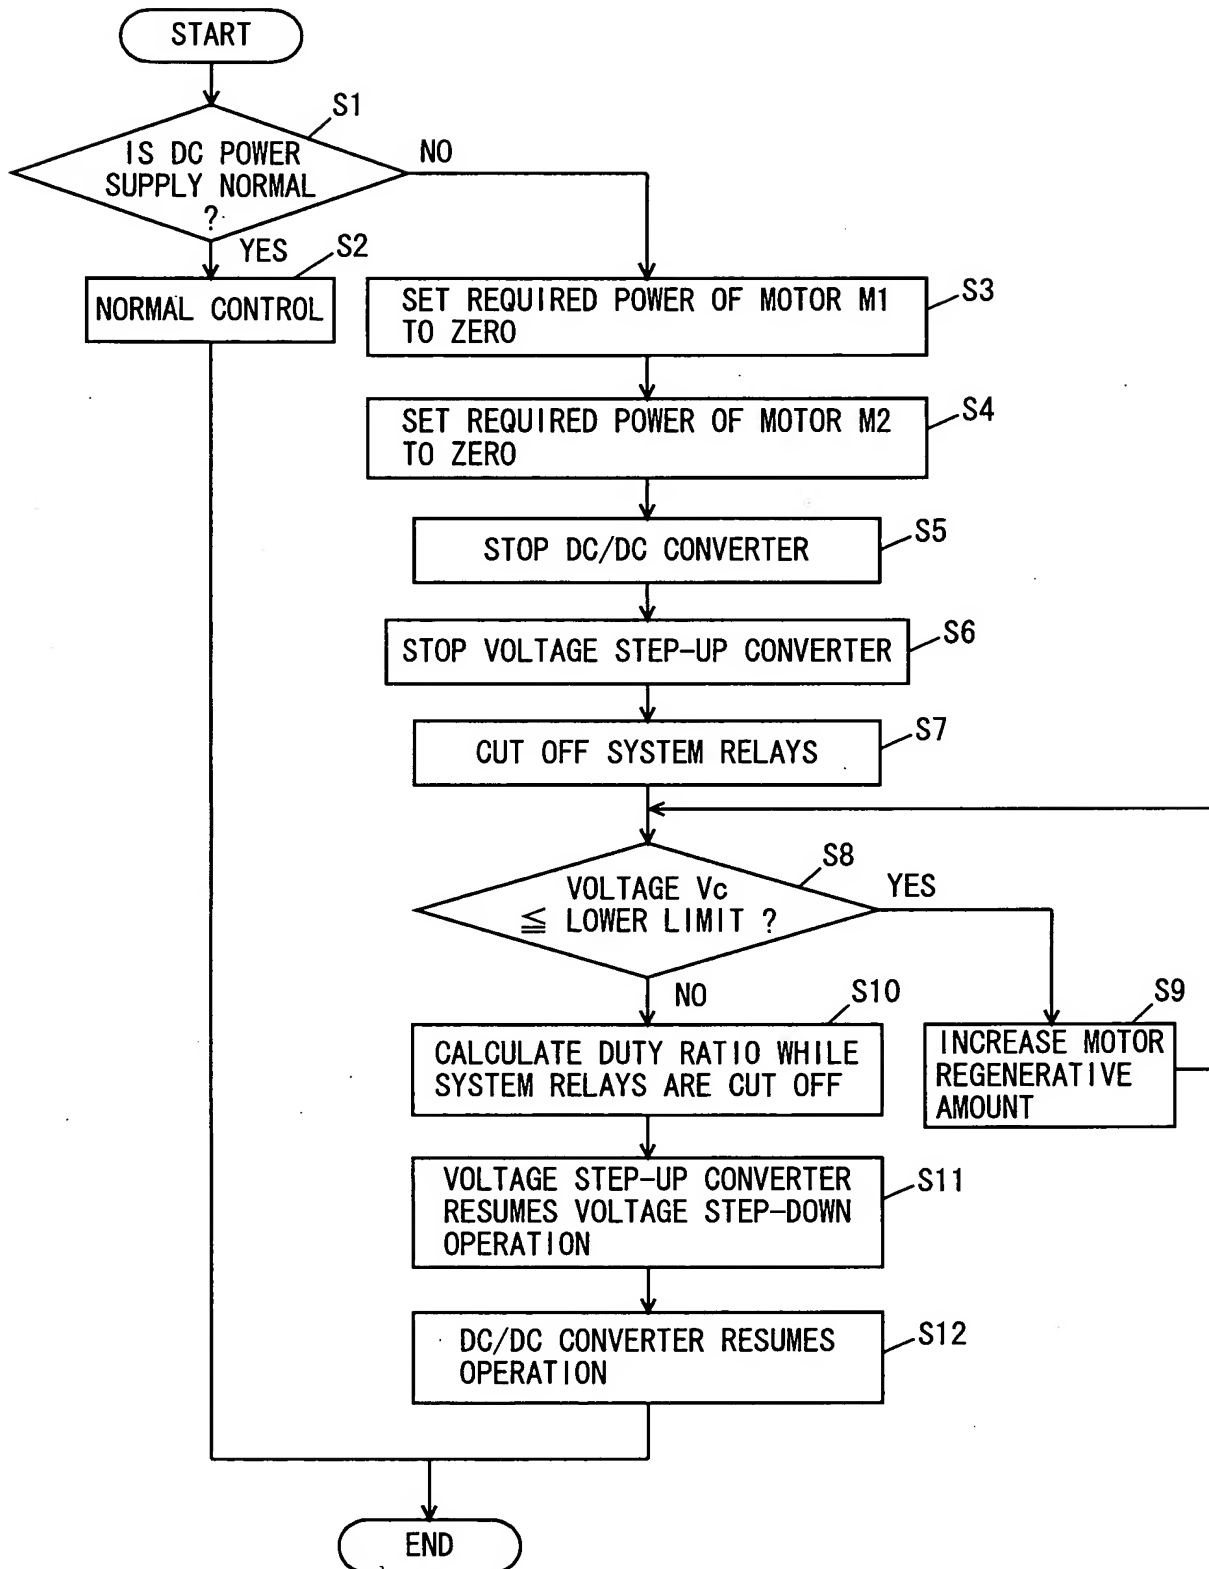 START
S1
IS DC POWER
SUPPLY NORMAL
?
NO
YES
S2
NORMAL CONTROL
S3
SET REQUIRED POWER OF MOTOR M1
TO ZERO
S4
SET REQUIRED POWER OF MOTOR M2
TO ZERO
S5
STOP DC/DC CONVERTER
S6
STOP VOLTAGE STEP-UP CONVERTER
S7
CUT OFF SYSTEM RELAYS
S8
VOLTAGE Vc
≦ LOWER LIMIT ?
YES
NO
S9
INCREASE MOTOR
REGENERATIVE
AMOUNT
S10
CALCULATE DUTY RATIO WHILE
SYSTEM RELAYS ARE CUT OFF
S11
VOLTAGE STEP-UP CONVERTER
RESUMES VOLTAGE STEP-DOWN
OPERATION
S12
DC/DC CONVERTER RESUMES
OPERATION
END